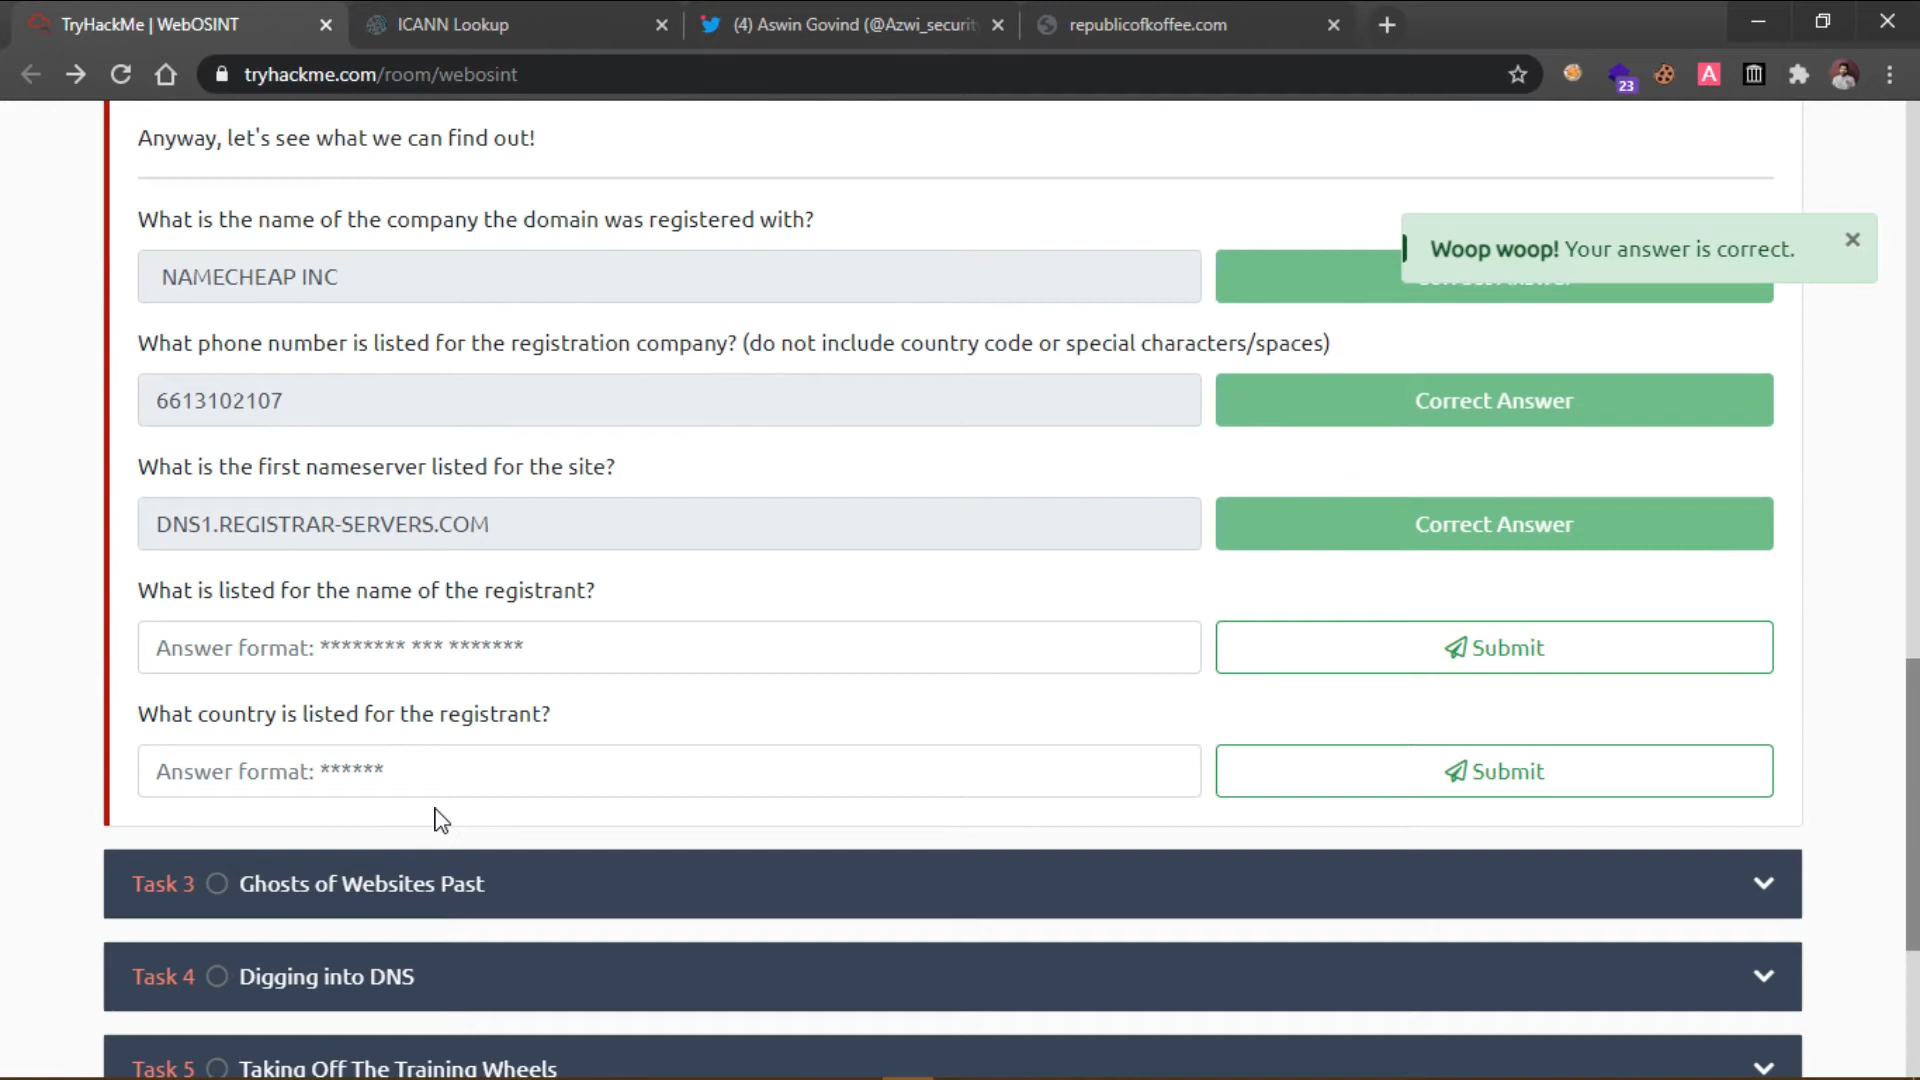 TryHackMe | WebOSINT
ICANN Lookup
(4) Aswin Govind (@Azwi_securit
republicofkoffee.com
tryhackme.com/room/webosint
23
A
Anyway, let's see what we can find out!
What is the name of the company the domain was registered with?
Woop woop! Your answer is correct.
NAMECHEAP INC
What phone number is listed for the registration company? (do not include country code or special characters/spaces)
6613102107
Correct Answer
What is the first nameserver listed for the site?
DNS1.REGISTRAR-SERVERS.COM
Correct Answer
What is listed for the name of the registrant?
Answer format: ******** *** *******
Submit
What country is listed for the registrant?
Answer format: ******
Submit
Task 3 Ghosts of Websites Past
Task 4 Digging into DNS
Task 5 Taking Off The Training Wheels